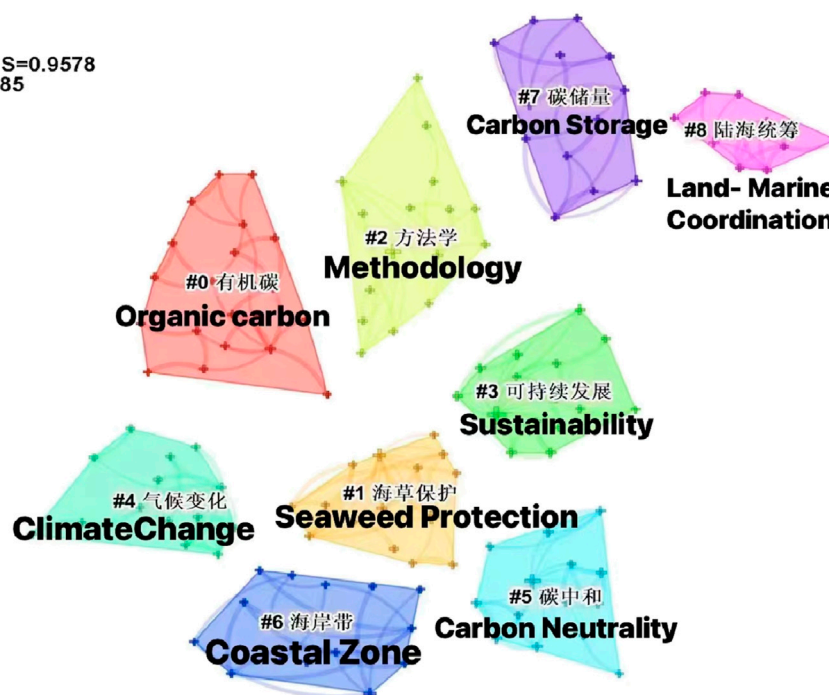 S=0.9578
85
#7 碳储量
Carbon Storage
#8 陆海统筹
Land- Marine
Coordination
#2 方法学
Methodology
#0 有机碳
Organic carbon
#3 可持续发展
Sustainability
#4 气候变化
ClimateChange
#1 海草保护
Seaweed Protection
#5 碳中和
Carbon Neutrality
#6 海岸带
Coastal Zone